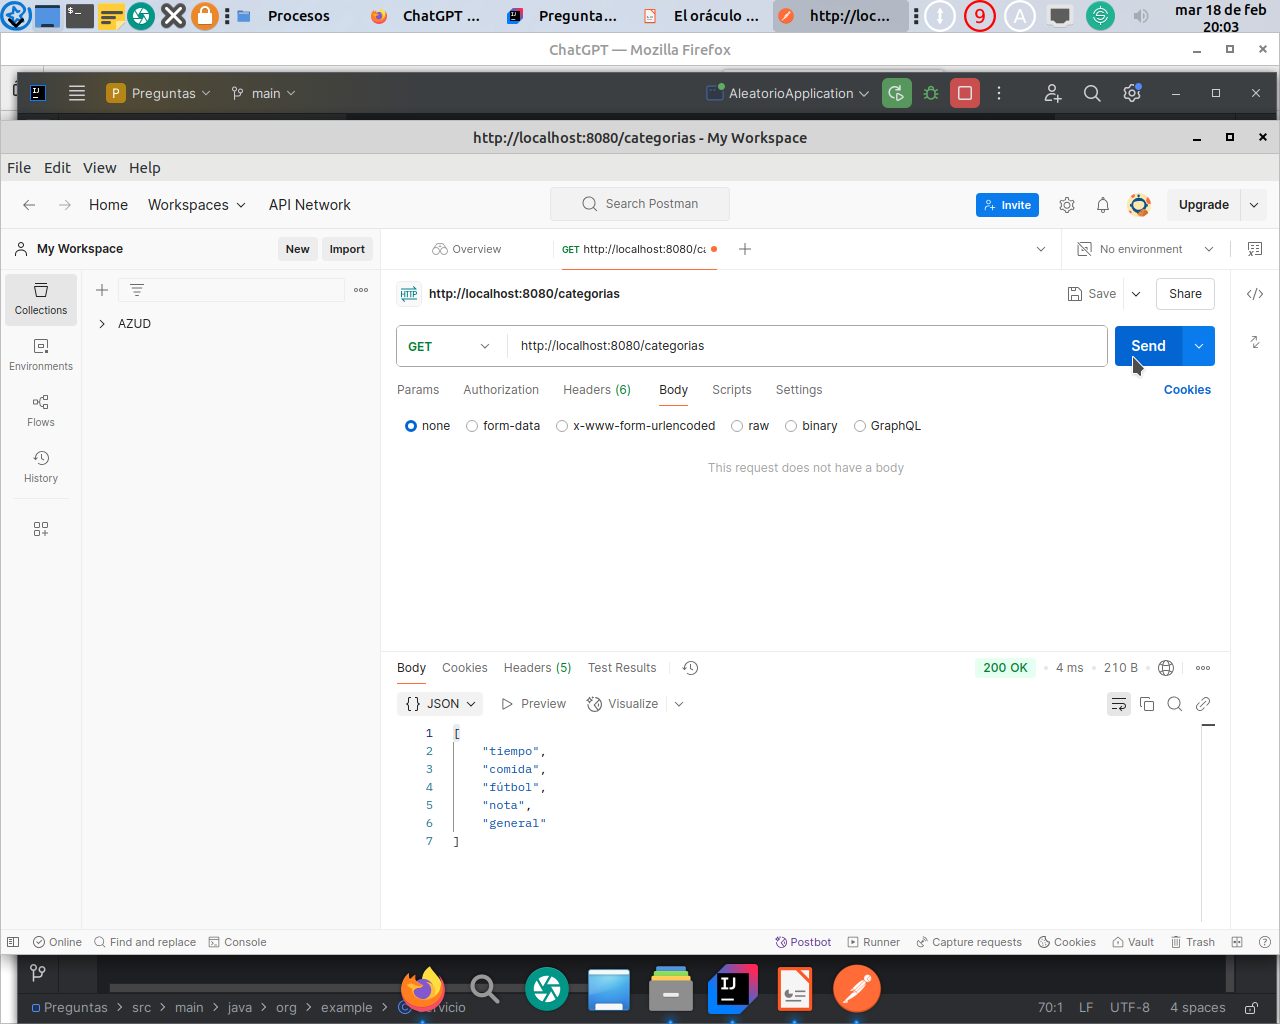 Procesos
ChatGPT ...
Pregunta...
El oráculo ...
http://loc...
9
A
mar 18 de feb
20:03
ChatGPT — Mozilla Firefox
IJ
P Preguntas
main
AleatorioApplication
http://localhost:8080/categorias - My Workspace
File Edit View Help
Home Workspaces API Network
Search Postman
Invite
Upgrade
My Workspace
New Import
Overview
GET http://localhost:8080/ca
No environment
Collections
AZUD
HTTP http://localhost:8080/categorias
Save
Share
Environments
GET http://localhost:8080/categorias
Send
Flows
Params Authorization Headers (6) Body Scripts Settings
Cookies
none form-data x-www-form-urlencoded raw binary GraphQL
History
This request does not have a body
Body Cookies Headers (5) Test Results
200 OK • 4 ms • 210 B
{} JSON Preview Visualize
1 [
2 "tiempo",
3 "comida",
4 "fútbol",
5 "nota",
6 "general"
7 ]
Online Find and replace Console
Postbot Runner Capture requests Cookies Vault Trash
IJ
Preguntas > src > main > java > org > example >
70:1 LF UTF-8 4 spaces